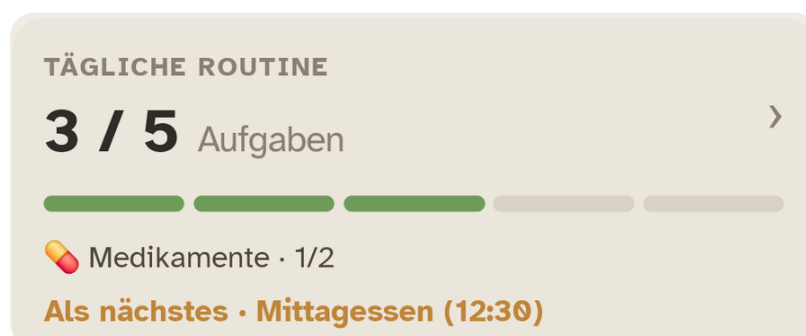 TÄGLICHE ROUTINE
3 / 5 Aufgaben
Medikamente · 1/2
Als nächstes · Mittagessen (12:30)